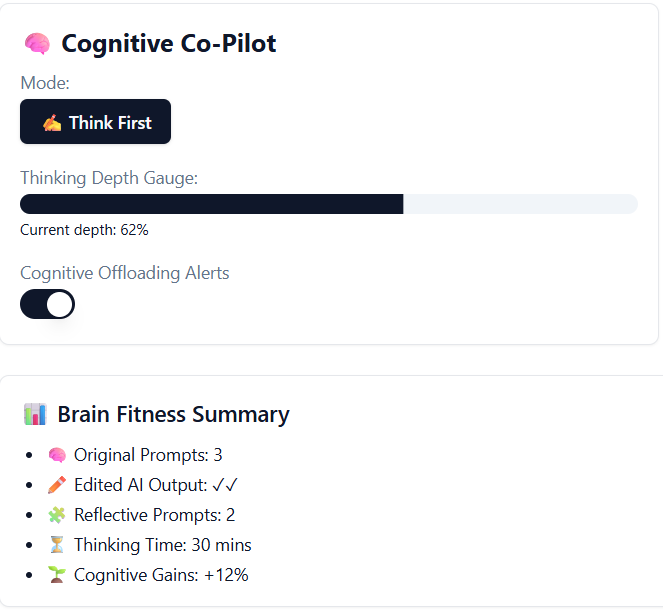 🧠 Cognitive Co-Pilot
Mode:
✍️ Think First
Thinking Depth Gauge:
Current depth: 62%
Cognitive Offloading Alerts
📊 Brain Fitness Summary
• 🧠 Original Prompts: 3
• ✏️ Edited AI Output: ✓✓
• 🧩 Reflective Prompts: 2
• ⏳ Thinking Time: 30 mins
• 🌱 Cognitive Gains: +12%